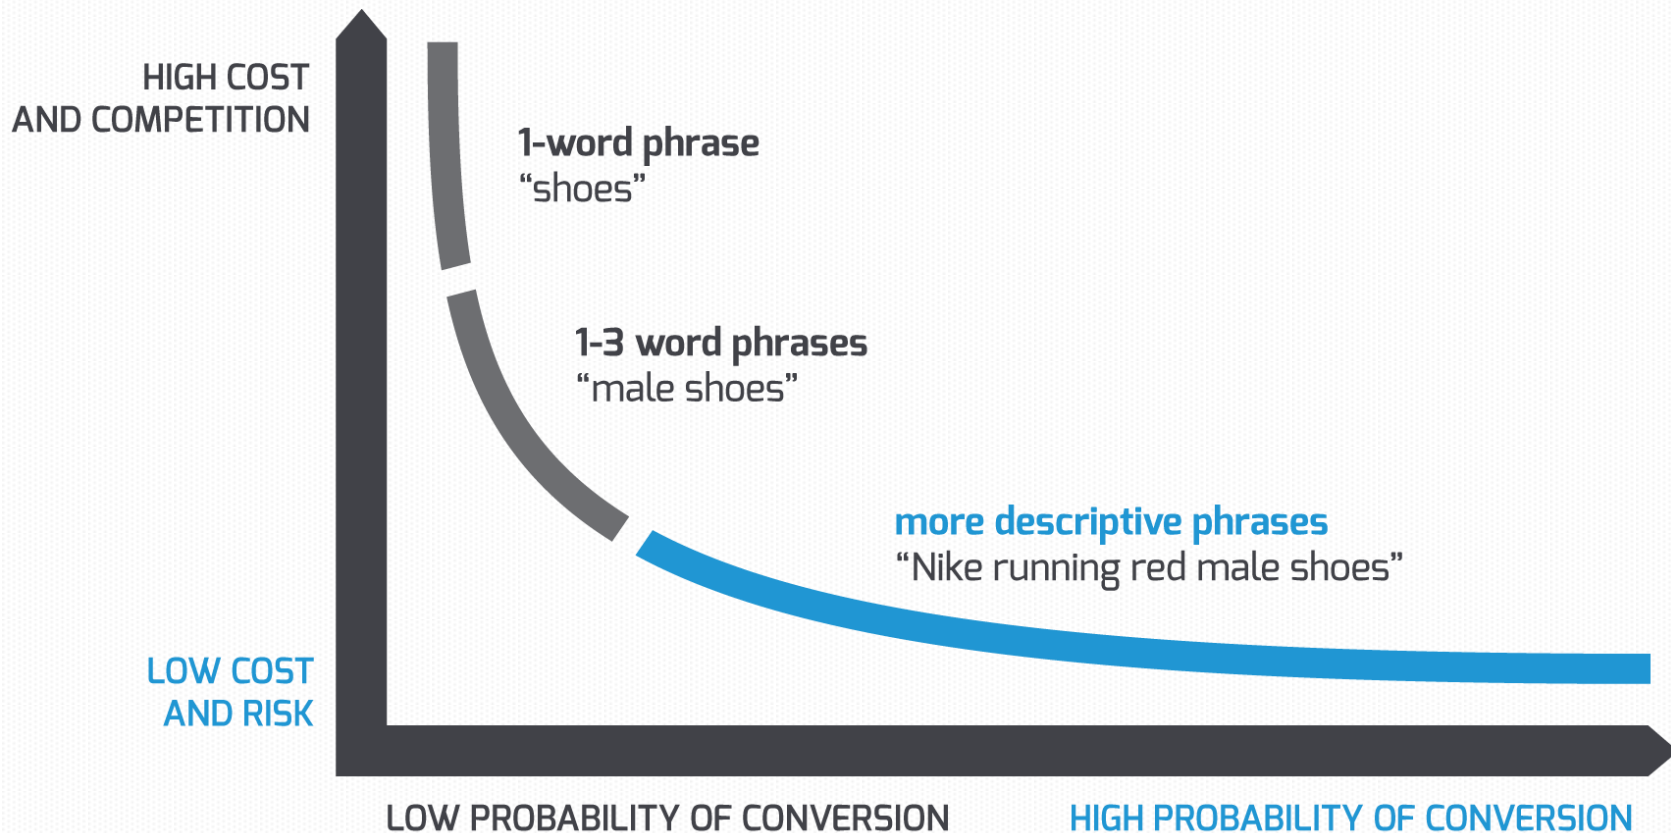 HIGH COST
AND COMPETITION
1-word phrase
“shoes”
1-3 word phrases
“male shoes”
more descriptive phrases
“Nike running red male shoes”
LOW COST
AND RISK
LOW PROBABILITY OF CONVERSION
HIGH PROBABILITY OF CONVERSION